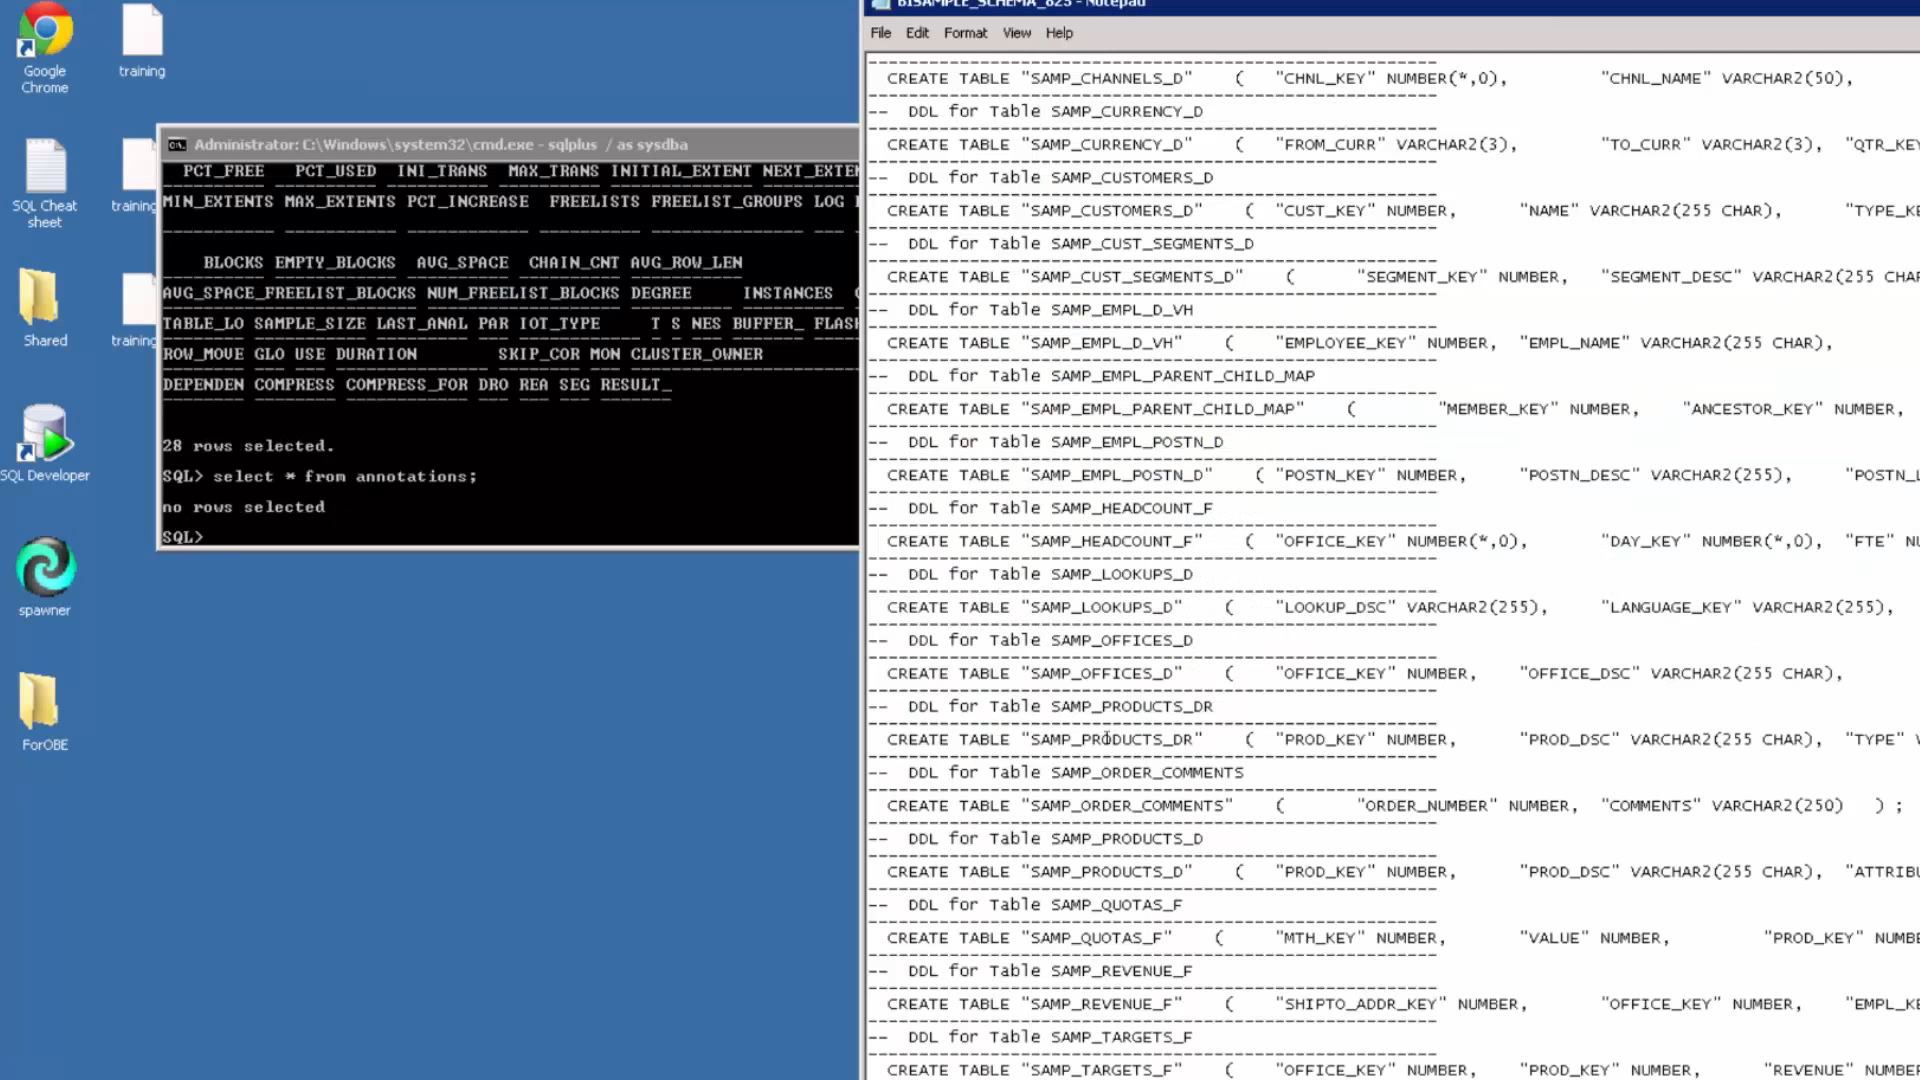 Google
Chrome
training
SQL Cheat
sheet
training
Shared
training
SQL Developer
spawner
ForOBE
Administrator: C:\Windows\system32\cmd.exe - sqlplus / as sysdba
PCT_FREE PCT_USED INI_TRANS MAX_TRANS INITIAL_EXTENT NEXT_EXTEN
MIN_EXTENTS MAX_EXTENTS PCT_INCREASE FREELISTS FREELIST_GROUPS LOG
BLOCKS EMPTY_BLOCKS AVG_SPACE CHAIN_CNT AVG_ROW_LEN
AVG_SPACE_FREELIST_BLOCKS NUM_FREELIST_BLOCKS DEGREE INSTANCES
TABLE_LO SAMPLE_SIZE LAST_ANAL PAR IOT_TYPE T S NES BUFFER_ FLASH
ROW_MOVE GLO USE DURATION SKIP_COR MON CLUSTER_OWNER
DEPENDEN COMPRESS COMPRESS_FOR DRO REA SEG RESULT_
28 rows selected.
SQL> select * from annotations;
no rows selected
SQL>
BISAMPLE_SCHEMA_825 - Notepad
File Edit Format View Help
CREATE TABLE "SAMP_CHANNELS_D" ( "CHNL_KEY" NUMBER(*,0), "CHNL_NAME" VARCHAR2(50),
-- DDL for Table SAMP_CURRENCY_D
CREATE TABLE "SAMP_CURRENCY_D" ( "FROM_CURR" VARCHAR2(3), "TO_CURR" VARCHAR2(3), "QTR_KEY
-- DDL for Table SAMP_CUSTOMERS_D
CREATE TABLE "SAMP_CUSTOMERS_D" ( "CUST_KEY" NUMBER, "NAME" VARCHAR2(255 CHAR), "TYPE_KE
-- DDL for Table SAMP_CUST_SEGMENTS_D
CREATE TABLE "SAMP_CUST_SEGMENTS_D" ( "SEGMENT_KEY" NUMBER, "SEGMENT_DESC" VARCHAR2(255 CHAR
-- DDL for Table SAMP_EMPL_D_VH
CREATE TABLE "SAMP_EMPL_D_VH" ( "EMPLOYEE_KEY" NUMBER, "EMPL_NAME" VARCHAR2(255 CHAR),
-- DDL for Table SAMP_EMPL_PARENT_CHILD_MAP
CREATE TABLE "SAMP_EMPL_PARENT_CHILD_MAP" ( "MEMBER_KEY" NUMBER, "ANCESTOR_KEY" NUMBER,
-- DDL for Table SAMP_EMPL_POSTN_D
CREATE TABLE "SAMP_EMPL_POSTN_D" ( "POSTN_KEY" NUMBER, "POSTN_DESC" VARCHAR2(255), "POSTN_L
-- DDL for Table SAMP_HEADCOUNT_F
CREATE TABLE "SAMP_HEADCOUNT_F" ( "OFFICE_KEY" NUMBER(*,0), "DAY_KEY" NUMBER(*,0), "FTE" NU
-- DDL for Table SAMP_LOOKUPS_D
CREATE TABLE "SAMP_LOOKUPS_D" ( "LOOKUP_DSC" VARCHAR2(255), "LANGUAGE_KEY" VARCHAR2(255),
-- DDL for Table SAMP_OFFICES_D
CREATE TABLE "SAMP_OFFICES_D" ( "OFFICE_KEY" NUMBER, "OFFICE_DSC" VARCHAR2(255 CHAR),
-- DDL for Table SAMP_PRODUCTS_DR
CREATE TABLE "SAMP_PRODUCTS_DR" ( "PROD_KEY" NUMBER, "PROD_DSC" VARCHAR2(255 CHAR), "TYPE" V
-- DDL for Table SAMP_ORDER_COMMENTS
CREATE TABLE "SAMP_ORDER_COMMENTS" ( "ORDER_NUMBER" NUMBER, "COMMENTS" VARCHAR2(250) ) ;
-- DDL for Table SAMP_PRODUCTS_D
CREATE TABLE "SAMP_PRODUCTS_D" ( "PROD_KEY" NUMBER, "PROD_DSC" VARCHAR2(255 CHAR), "ATTRIBU
-- DDL for Table SAMP_QUOTAS_F
CREATE TABLE "SAMP_QUOTAS_F" ( "MTH_KEY" NUMBER, "VALUE" NUMBER, "PROD_KEY" NUMBE
-- DDL for Table SAMP_REVENUE_F
CREATE TABLE "SAMP_REVENUE_F" ( "SHIPTO_ADDR_KEY" NUMBER, "OFFICE_KEY" NUMBER, "EMPL_KE
-- DDL for Table SAMP_TARGETS_F
CREATE TABLE "SAMP_TARGETS_F" ( "OFFICE_KEY" NUMBER, "PROD_KEY" NUMBER, "REVENUE" NUMBER